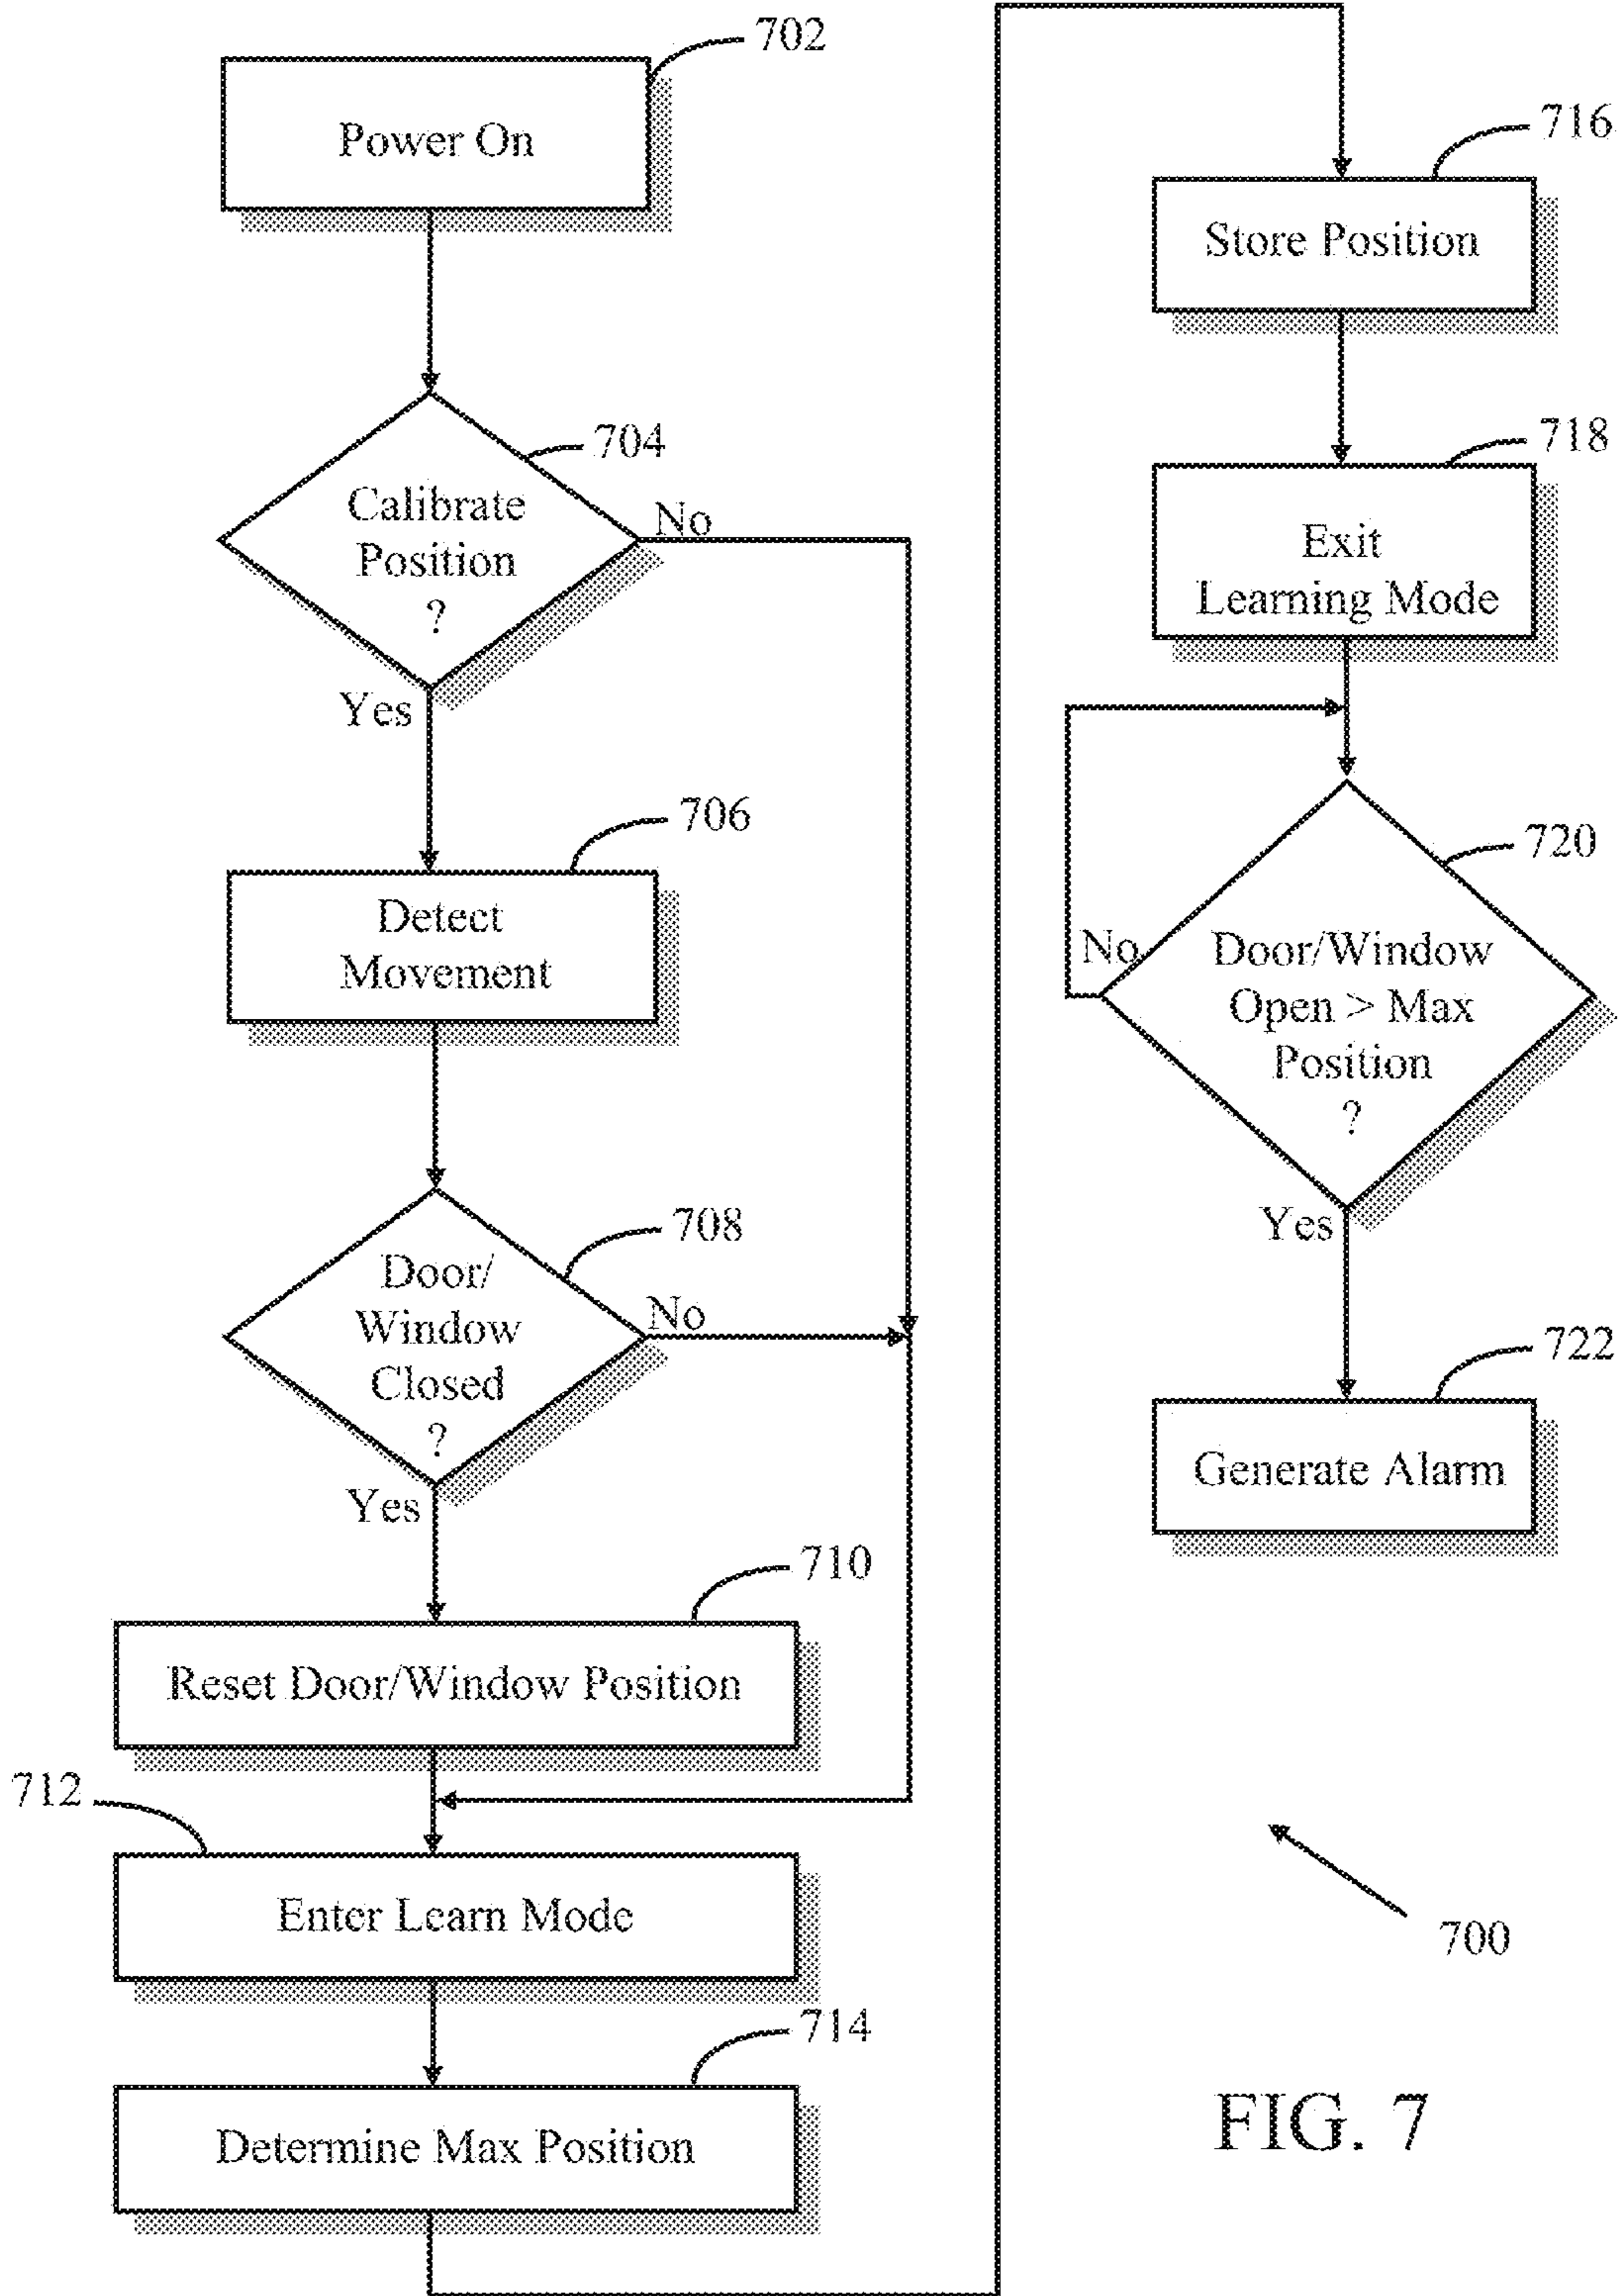 702
Power On
704
Calibrate
Position
?
No
Yes
706
Detect
Movement
708
Door/
Window
Closed
?
No
Yes
710
Reset Door/Window Position
712
Enter Learn Mode
714
Determine Max Position
716
Store Position
718
Exit
Learning Mode
720
No
Door/Window
Open > Max
Position
?
Yes
722
Generate Alarm
700
FIG. 7